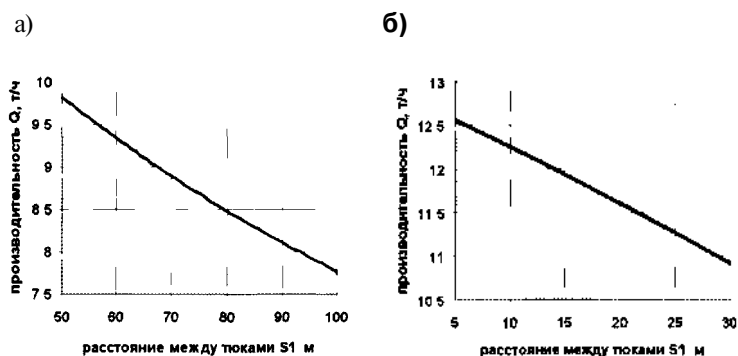 а)
б)
производительность Q, т/ч
10
9 5
9
8 5
8
7 5
50 60 70 80 90 100
расстояние между тюками S1 м
производительность Q, т/ч
13
12 5
12
11 5
11
10 5
5 10 15 20 25 30
расстояние между тюками S1 м